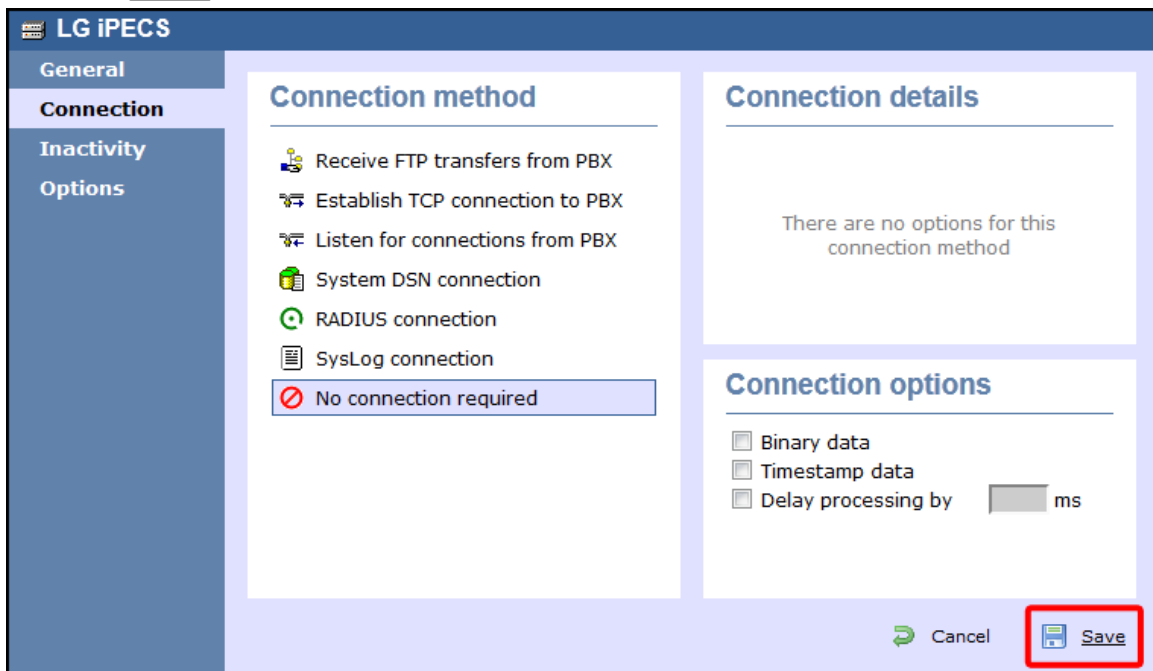 LG iPECS
General
Connection
Inactivity
Options
Connection method
Receive FTP transfers from PBX
Establish TCP connection to PBX
Listen for connections from PBX
System DSN connection
RADIUS connection
SysLog connection
No connection required
Connection details
There are no options for this
connection method
Connection options
Binary data
Timestamp data
Delay processing by ms
Cancel
Save